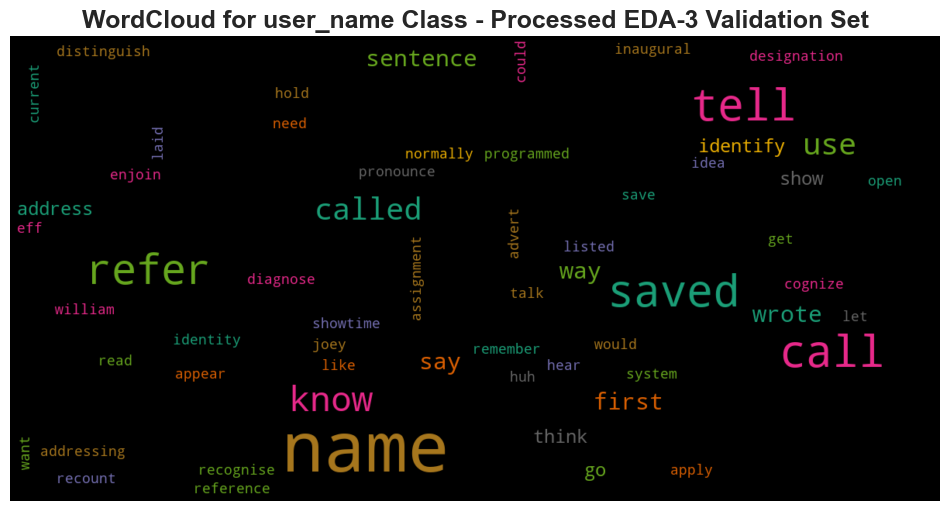 WordCloud for user_name Class - Processed EDA-3 Validation Set
distinguish
sentence
could
inaugural
designation
current
hold
tell
need
laid
identify
use
normally
programmed
idea
enjoin
pronounce
show
open
save
address
called
eff
advert
get
listed
assignment
refer
way
diagnose
saved
cognize
talk
william
wrote
let
showtime
identity
joey
remember
would
call
read
like
say
hear
appear
huh
system
know
first
name
think
want
addressing
recognise
go
apply
recount
reference